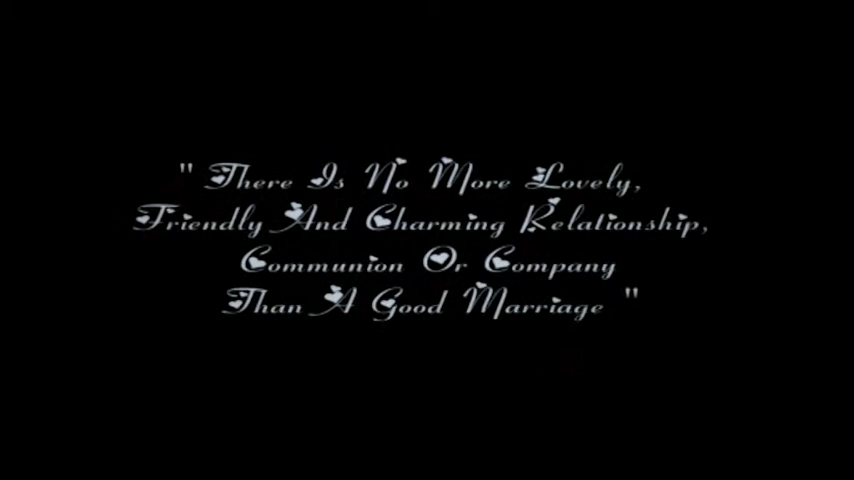 " There Is No More Lovely,
Friendly And Charming Relationship,
Communion Or Company
Than A Good Marriage "